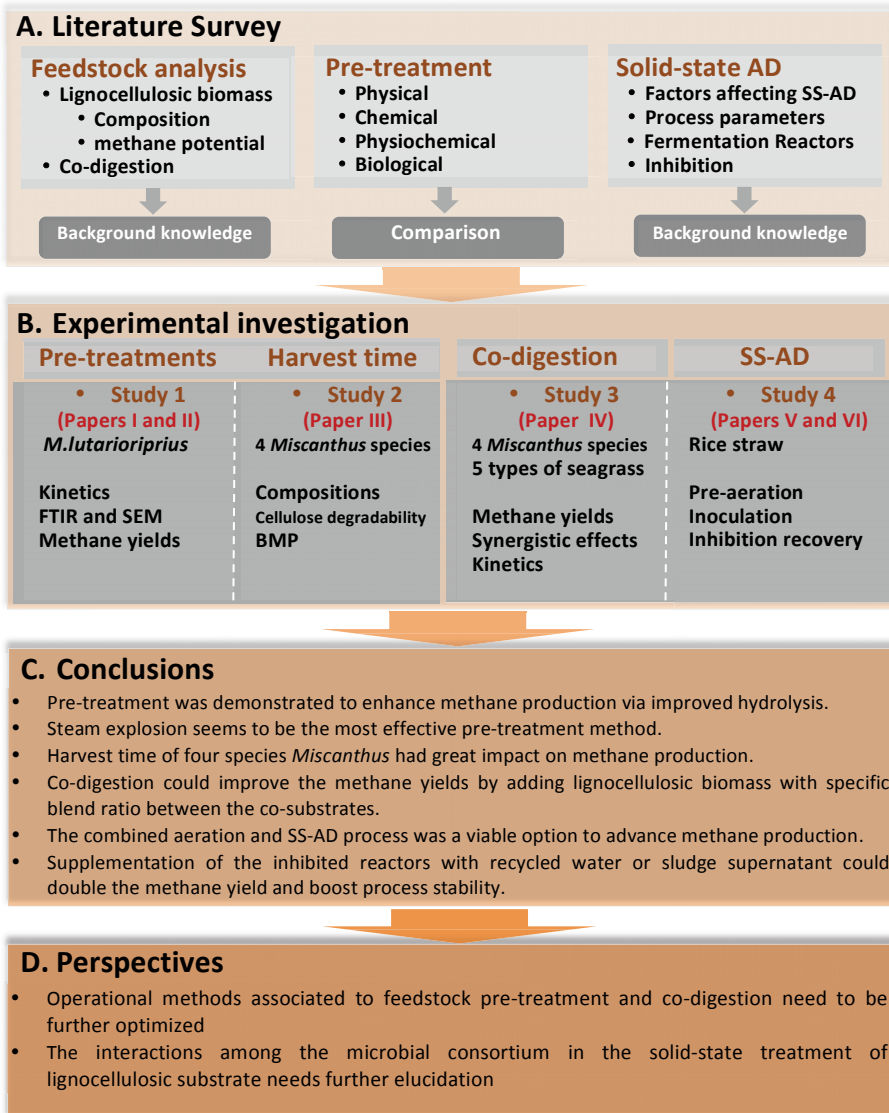 A. Literature Survey
Feedstock analysis
• Lignocellulosic biomass
• Composition
• methane potential
• Co-digestion
Background knowledge
Pre-treatment
• Physical
• Chemical
• Physiochemical
• Biological
Comparison
Solid-state AD
• Factors affecting SS-AD
• Process parameters
• Fermentation Reactors
• Inhibition
Background knowledge
B. Experimental investigation
Pre-treatments
• Study 1
(Papers I and II)
M.lutarioriprius
Kinetics
FTIR and SEM
Methane yields
Harvest time
• Study 2
(Paper III)
4 Miscanthus species
Compositions
Cellulose degradability
BMP
Co-digestion
• Study 3
(Paper IV)
4 Miscanthus species
5 types of seagrass
Methane yields
Synergistic effects
Kinetics
SS-AD
• Study 4
(Papers V and VI)
Rice straw
Pre-aeration
Inoculation
Inhibition recovery
C. Conclusions
• Pre-treatment was demonstrated to enhance methane production via improved hydrolysis.
• Steam explosion seems to be the most effective pre-treatment method.
• Harvest time of four species Miscanthus had great impact on methane production.
• Co-digestion could improve the methane yields by adding lignocellulosic biomass with specific
blend ratio between the co-substrates.
• The combined aeration and SS-AD process was a viable option to advance methane production.
• Supplementation of the inhibited reactors with recycled water or sludge supernatant could
double the methane yield and boost process stability.
D. Perspectives
• Operational methods associated to feedstock pre-treatment and co-digestion need to be
further optimized
• The interactions among the microbial consortium in the solid-state treatment of
lignocellulosic substrate needs further elucidation